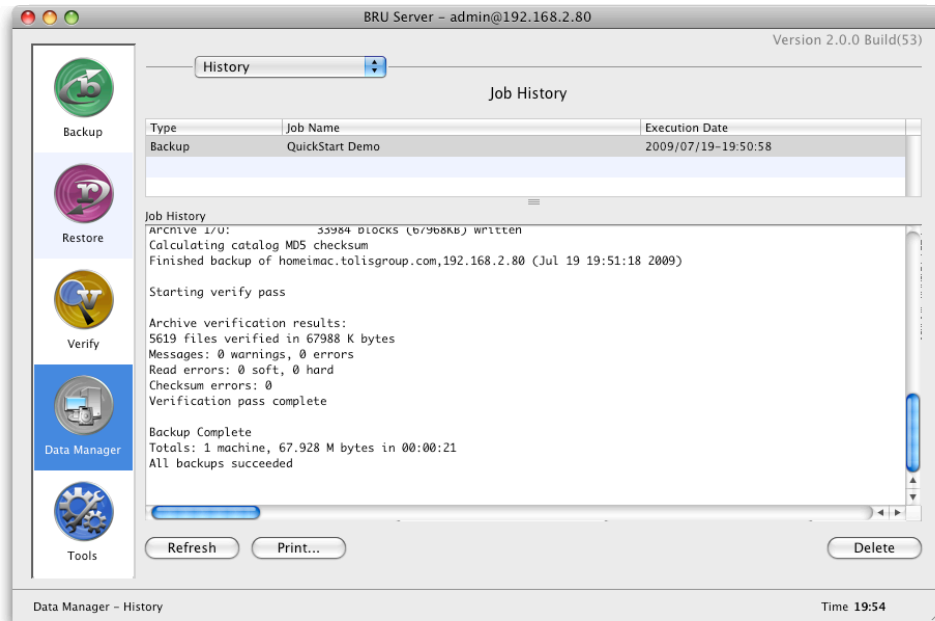 BRU Server – admin@192.168.2.80
Version 2.0.0 Build(53)
History
Job History
Backup
Restore
Verify
Data Manager
Tools
Type Job Name Execution Date
Backup QuickStart Demo 2009/07/19-19:50:58
Job History
Archive I/O: 33984 blocks (67968KB) written
Calculating catalog MD5 checksum
Finished backup of homeimac.tolisgroup.com,192.168.2.80 (Jul 19 19:51:18 2009)
Starting verify pass
Archive verification results:
5619 files verified in 67988 K bytes
Messages: 0 warnings, 0 errors
Read errors: 0 soft, 0 hard
Checksum errors: 0
Verification pass complete
Backup Complete
Totals: 1 machine, 67.928 M bytes in 00:00:21
All backups succeeded
Refresh Print... Delete
Data Manager – History Time 19:54